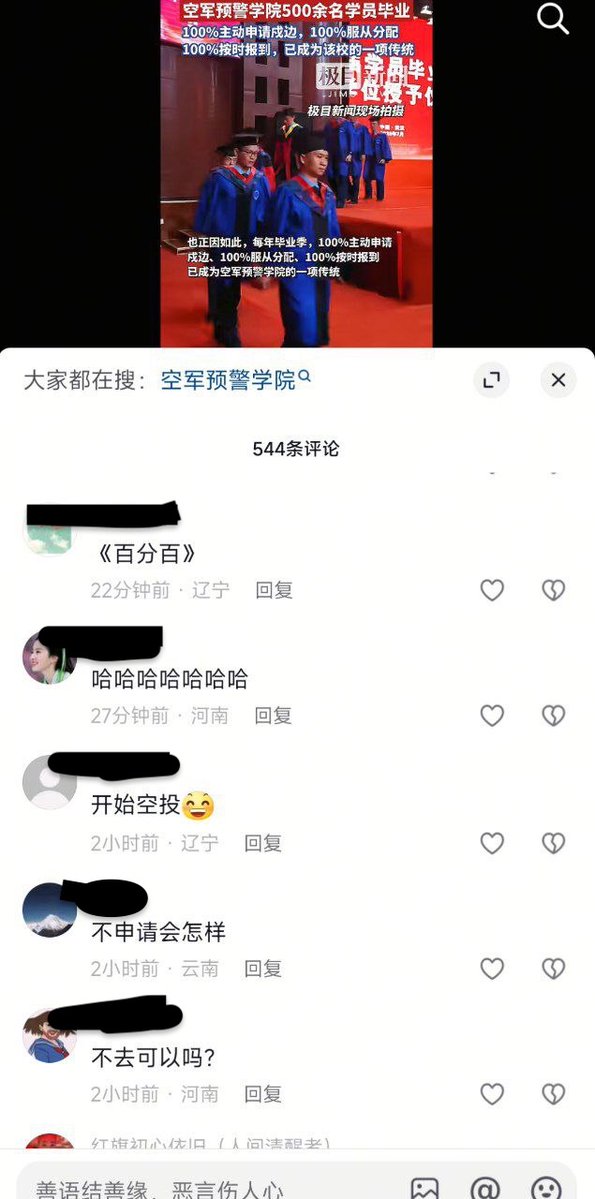 空军预警学院500余名学员毕业
100%主动申请戍边，100%服从分配
100%按时报到，已成为该校的一项传统
极目新闻
JIMU
学员毕业
位授予仪
极目新闻现场拍摄
也正因如此，每年毕业季，100%主动申请
戍边、100%服从分配、100%按时报到
已成为空军预警学院的一项传统
大家都在搜：空军预警学院
544条评论
《百分百》
22分钟前 · 辽宁 回复
哈哈哈哈哈哈哈
27分钟前 · 河南 回复
开始空投😄
2小时前 · 辽宁 回复
不申请会怎样
2小时前 · 云南 回复
不去可以吗?
2小时前 · 河南 回复
红旗初心依旧（人间清醒者）
善语结善缘，恶言伤人心